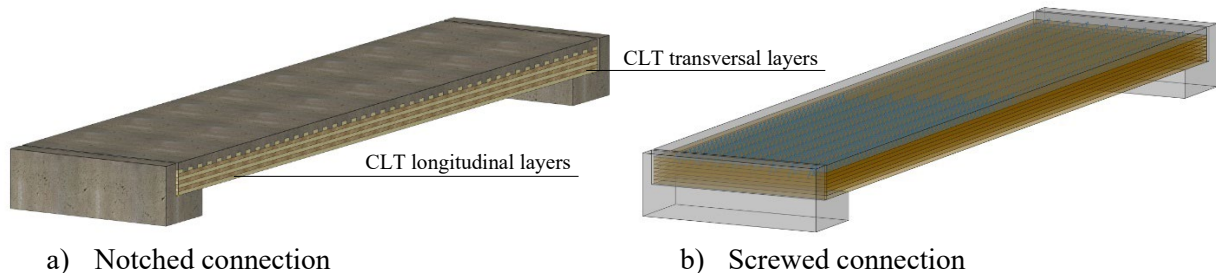 CLT transversal layers
CLT longitudinal layers
a) Notched connection
b) Screwed connection